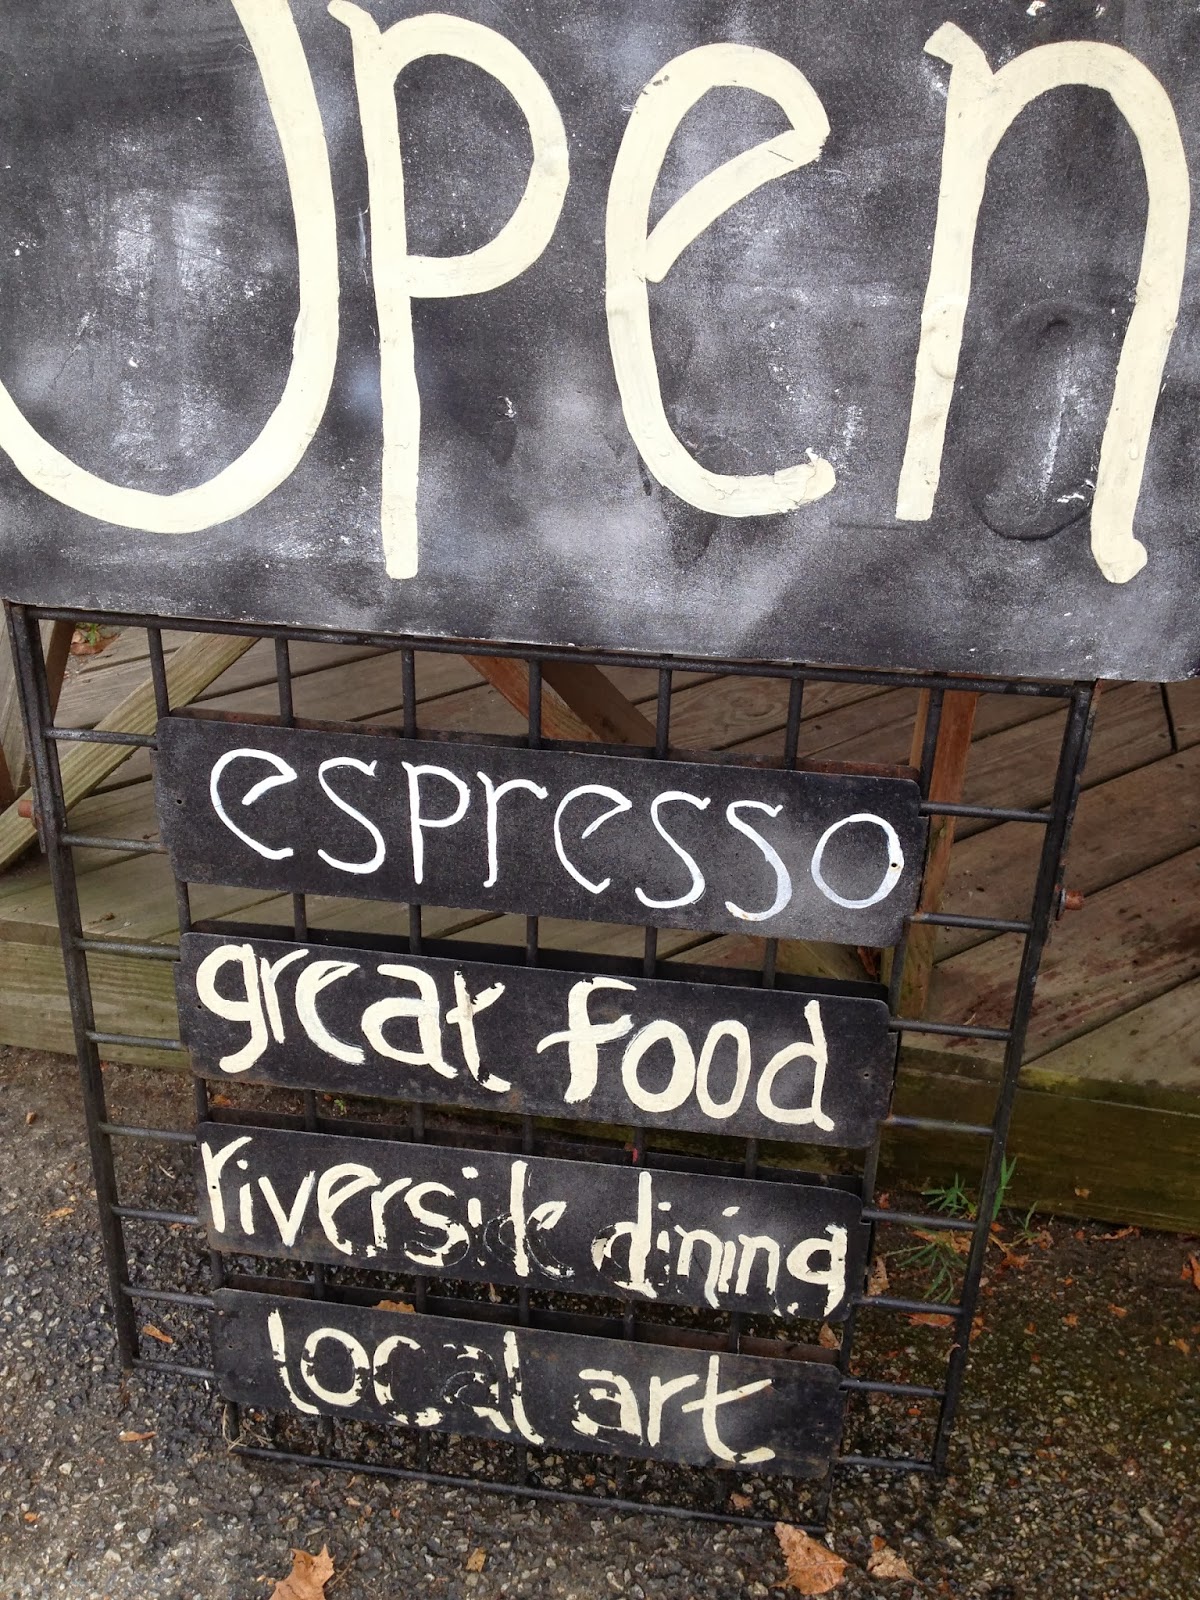 Open
espresso
great food
riverside dining
local art